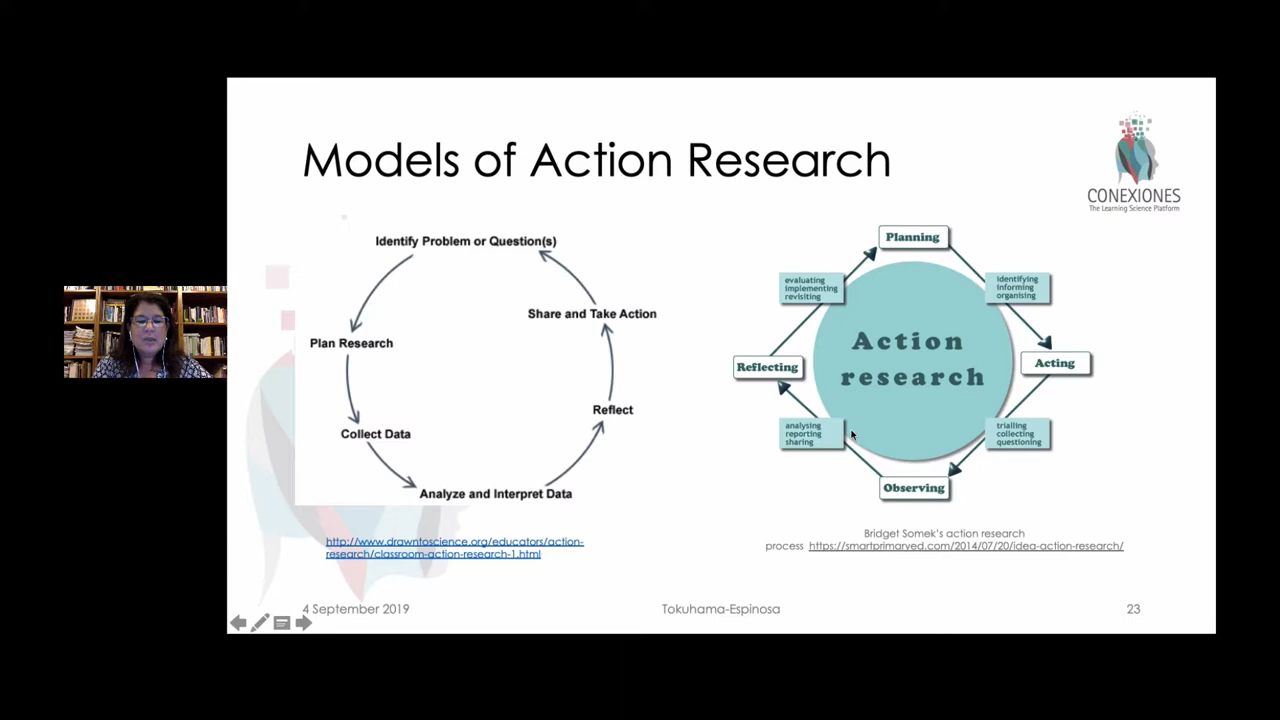 Models of Action Research
CONEXIONES
The Learning Science Platform
Identify Problem or Question(s)
Plan Research
Collect Data
Analyze and Interpret Data
Reflect
Share and Take Action
http://www.drawntoscience.org/educators/action-
research/classroom-action-research-1.html
Planning
identifying
informing
organising
Acting
trialling
collecting
questioning
Observing
analysing
reporting
sharing
Reflecting
evaluating
implementing
revisiting
Action
research
Bridget Somek's action research
process https://smartprimaryed.com/2014/07/20/idea-action-research/
4 September 2019
Tokuhama-Espinosa
23